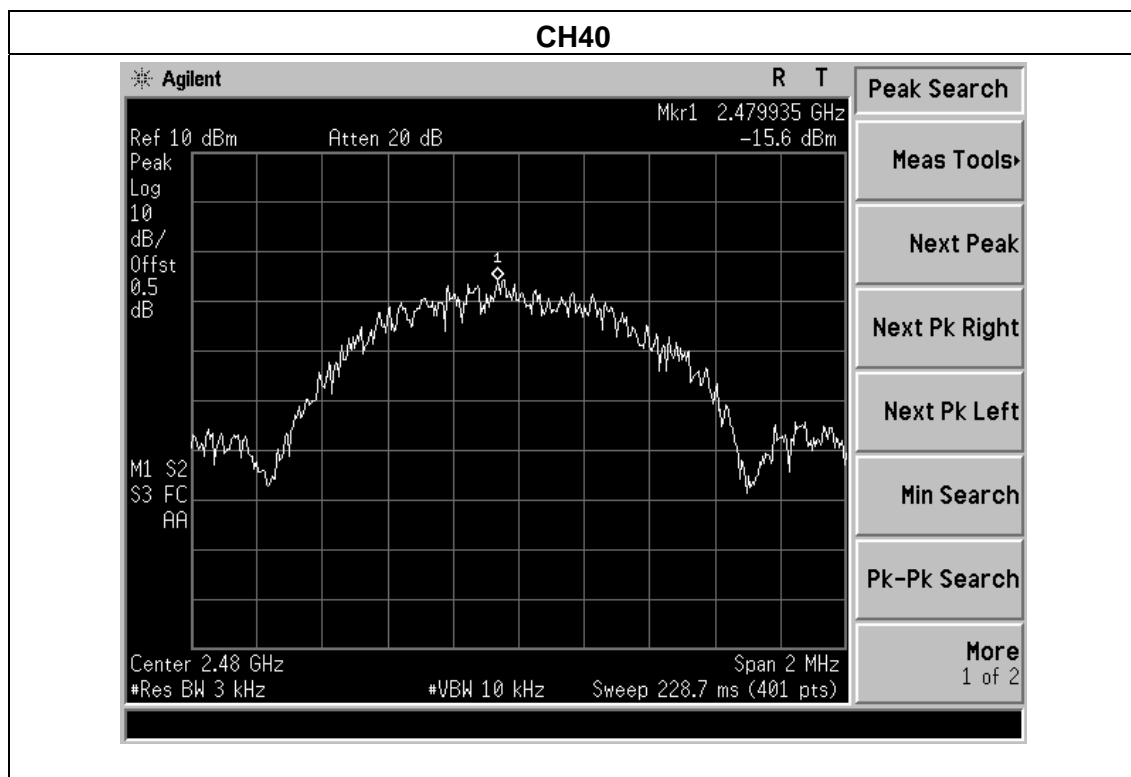 CH40
Agilent R T
Peak Search
Mkr1 2.479935 GHz
Ref 10 dBm Atten 20 dB -15.6 dBm
Peak
Log
10
dB/
Offst
0.5
dB
1
M1 S2
S3 FC
AA
Center 2.48 GHz Span 2 MHz
#Res BW 3 kHz #VBW 10 kHz Sweep 228.7 ms (401 pts)
Meas Tools
Next Peak
Next Pk Right
Next Pk Left
Min Search
Pk-Pk Search
More
1 of 2